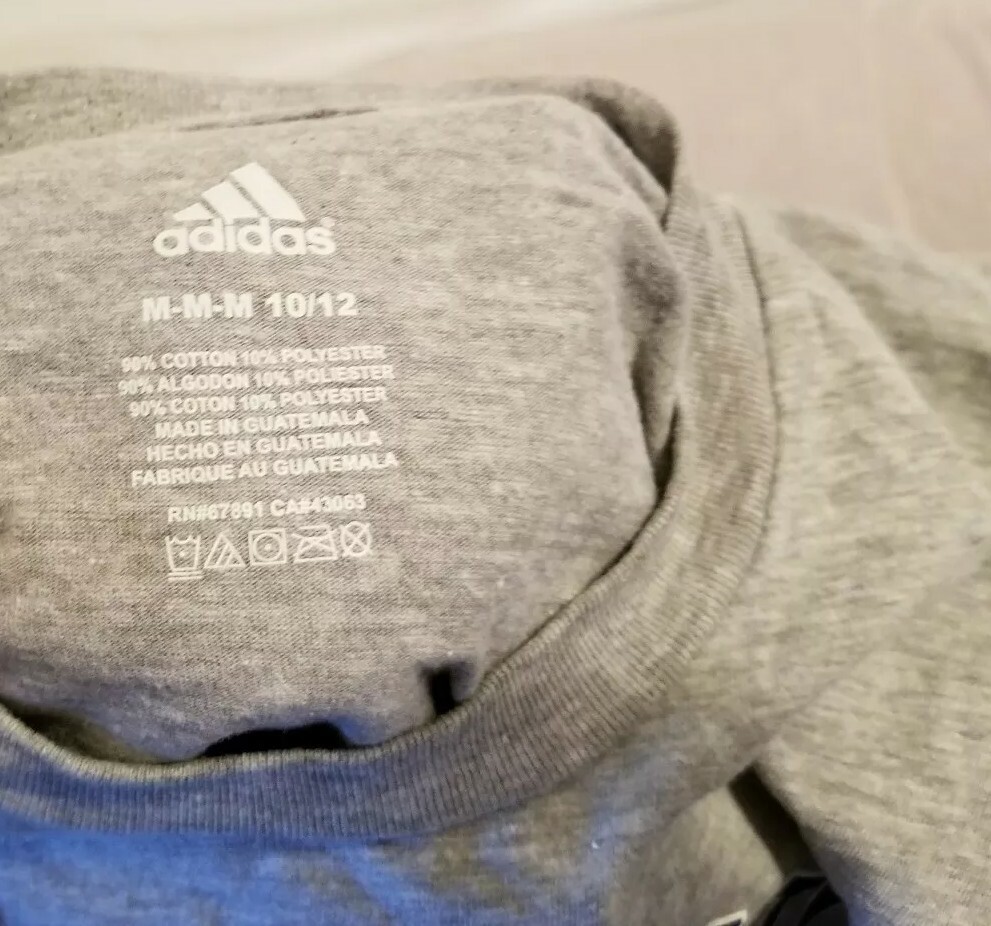 adidas
M-M-M 10/12
90% COTTON 10% POLYESTER
90% ALGODON 10% POLIESTER
90% COTON 10% POLYESTER
MADE IN GUATEMALA
HECHO EN GUATEMALA
FABRIQUE AU GUATEMALA
RN#67891 CA#43063